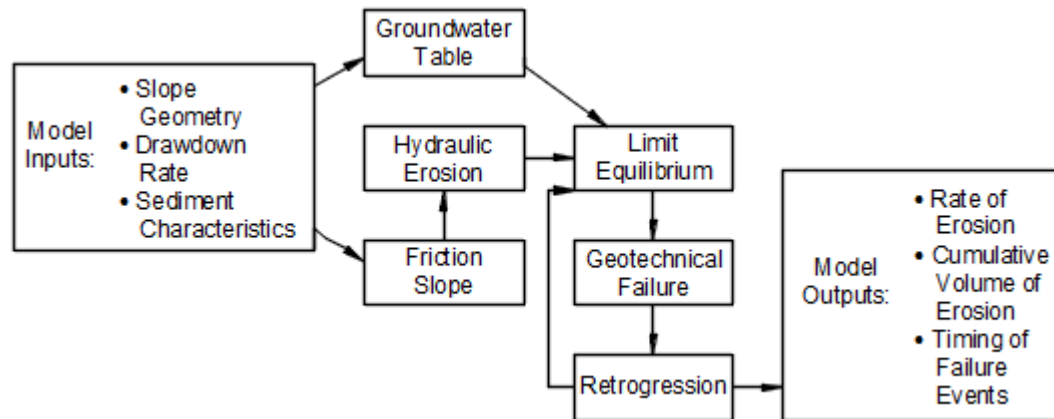 Groundwater
Table
Model
Inputs:
• Slope
Geometry
• Drawdown
Rate
• Sediment
Characteristics
Hydraulic
Erosion
Limit
Equilibrium
Friction
Slope
Geotechnical
Failure
Retrogression
Model
Outputs:
• Rate of
Erosion
• Cumulative
Volume of
Erosion
• Timing of
Failure
Events